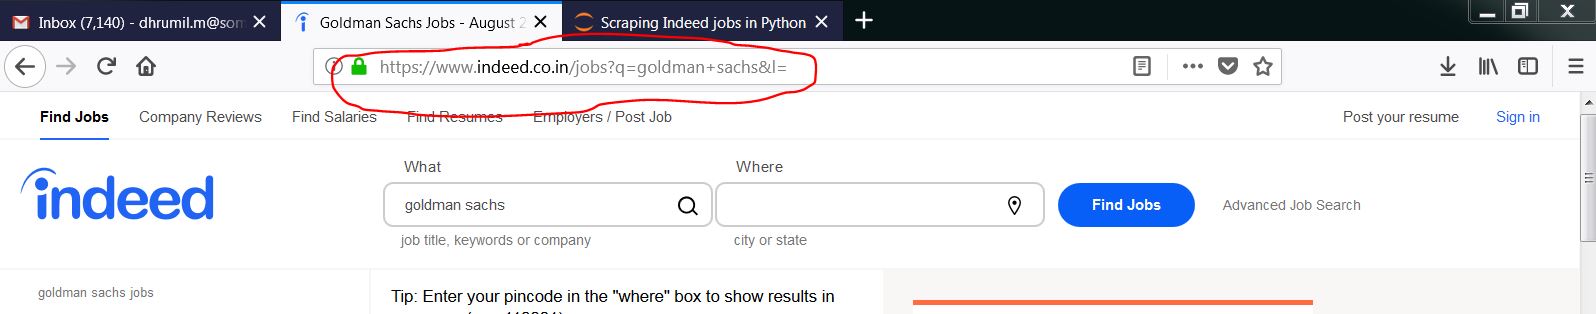 Inbox (7,140) - dhrumil.m@som
Goldman Sachs Jobs - August 2
Scraping Indeed jobs in Python
https://www.indeed.co.in/jobs?q=goldman+sachs&l=
Find Jobs Company Reviews Find Salaries Find Resumes Employers / Post Job Post your resume Sign in
What Where
indeed goldman sachs Find Jobs Advanced Job Search
job title, keywords or company city or state
goldman sachs jobs
Tip: Enter your pincode in the "where" box to show results in